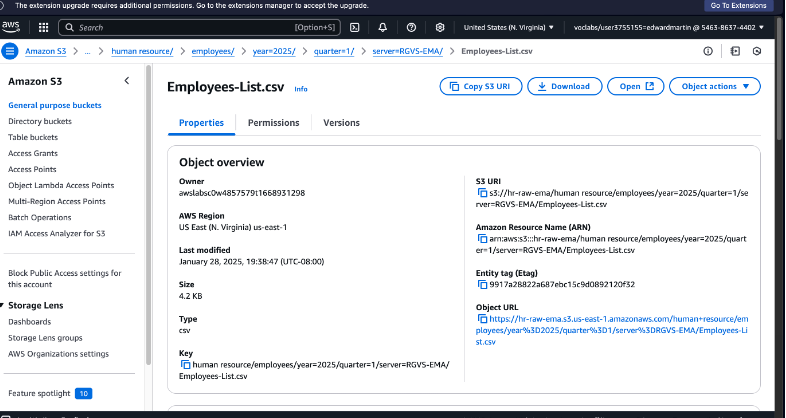 The extension upgrade requires additional permissions. Go to the extensions manager to accept the upgrade.
Go To Extensions
aws
Search
[Option+S]
United States (N. Virginia)
voclabs/user3755155=edwardmartin @ 5463-8637-4402
Amazon S3
...
human resource/
employees/
year=2025/
quarter=1/
server=RGVS-EMA/
Employees-List.csv
Amazon S3
General purpose buckets
Directory buckets
Table buckets
Access Grants
Access Points
Object Lambda Access Points
Multi-Region Access Points
Batch Operations
IAM Access Analyzer for S3
Block Public Access settings for
this account
Storage Lens
Dashboards
Storage Lens groups
AWS Organizations settings
Feature spotlight 10
Employees-List.csv Info
Copy S3 URI
Download
Open
Object actions
Properties
Permissions
Versions
Object overview
Owner
awslabsc0w4857579t1668931298
AWS Region
US East (N. Virginia) us-east-1
Last modified
January 28, 2025, 19:38:47 (UTC-08:00)
Size
4.2 KB
Type
csv
Key
human resource/employees/year=2025/quarter=1/server=RGVS-EMA/
Employees-List.csv
S3 URI
s3://hr-raw-ema/human resource/employees/year=2025/quarter=1/se
rver=RGVS-EMA/Employees-List.csv
Amazon Resource Name (ARN)
arn:aws:s3:::hr-raw-ema/human resource/employees/year=2025/quart
er=1/server=RGVS-EMA/Employees-List.csv
Entity tag (Etag)
9917a28822a687ebc15c9d0892120f32
Object URL
https://hr-raw-ema.s3.us-east-1.amazonaws.com/human+resource/em
ployees/year%3D2025/quarter%3D1/server%3DRGVS-EMA/Employees-Li
st.csv